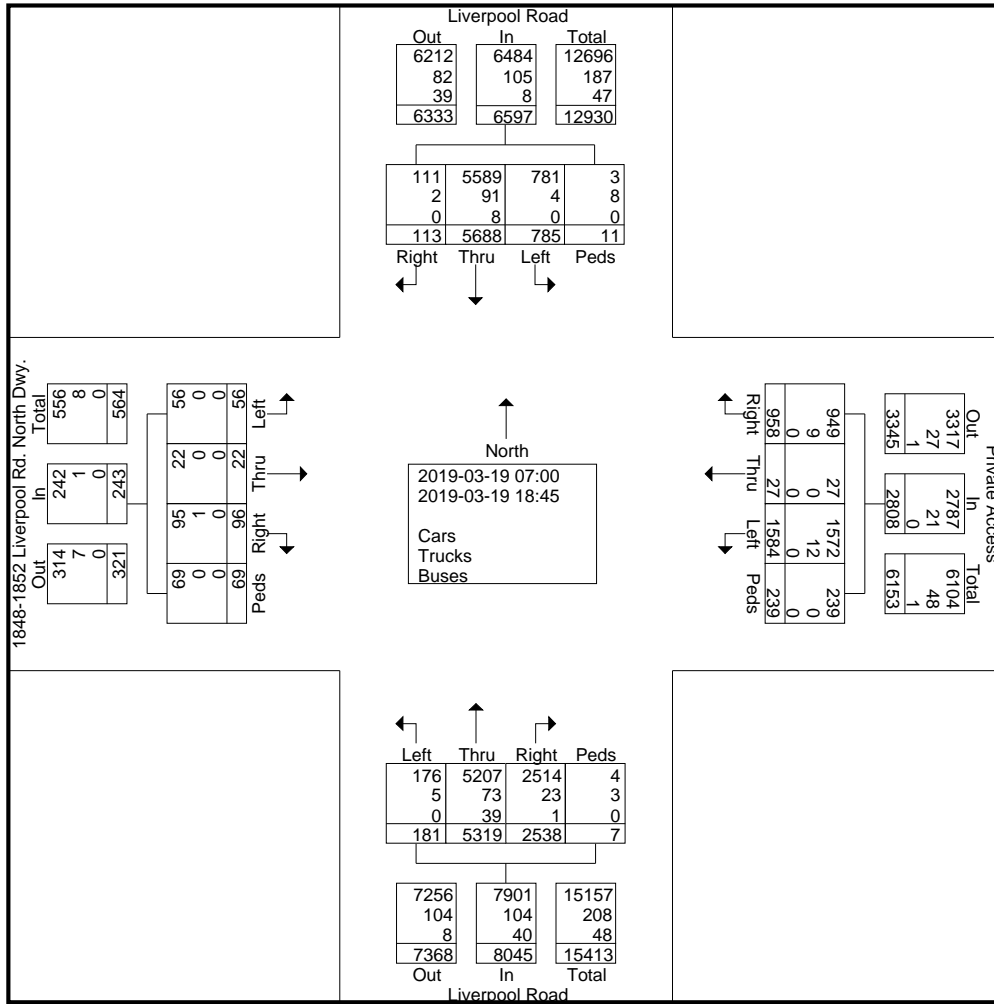 Liverpool Road
Out In Total
6212 6484 12696
82 105 187
39 8 47
6333 6597 12930
111 5589 781 3
2 91 4 8
0 8 0 0
113 5688 785 11
Right Thru Left Peds
1848-1852 Liverpool Rd. North Dwy.
Total In Out
556 242 314
8 1 7
0 0 0
564 243 321
56 22 95 69
0 0 1 0
0 0 0 0
56 22 96 69
Left Thru Right Peds
North
2019-03-19 07:00
2019-03-19 18:45
Cars
Trucks
Buses
Private Access
Out In Total
3317 2787 6104
27 21 48
1 0 1
3345 2808 6153
949 27 1572 239
9 0 12 0
0 0 0 0
958 27 1584 239
Right Thru Left Peds
Left Thru Right Peds
176 5207 2514 4
5 73 23 3
0 39 1 0
181 5319 2538 7
7256 7901 15157
104 104 208
8 40 48
7368 8045 15413
Out In Total
Liverpool Road